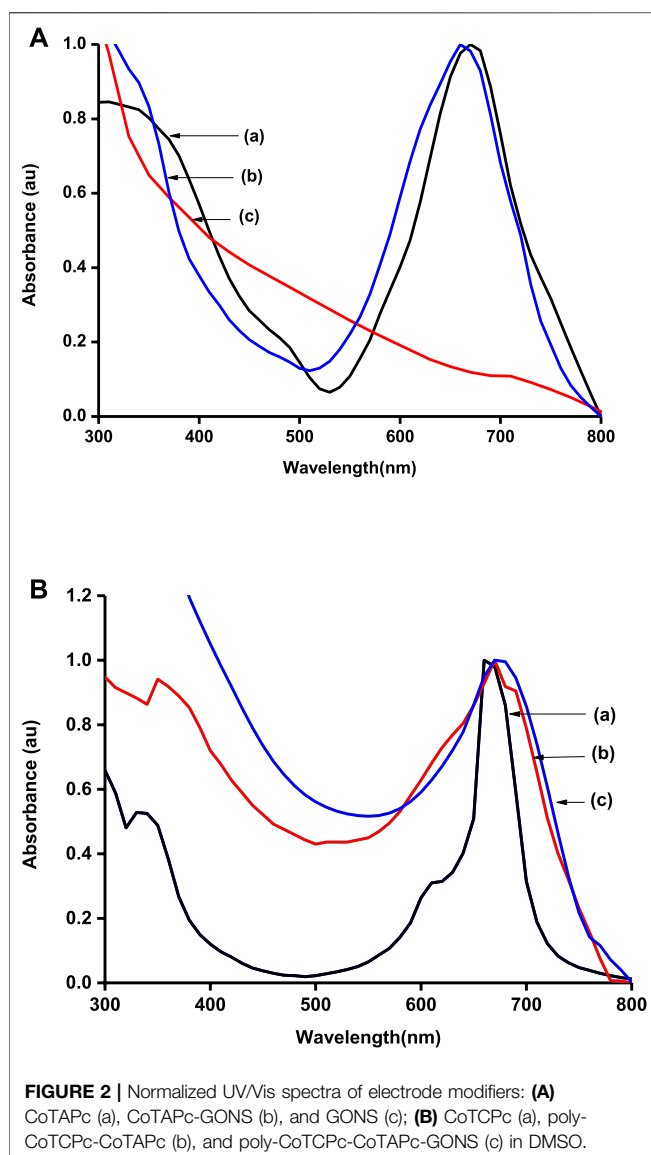 A
1.0
0.8
0.6
0.4
0.2
0.0
Absorbance (au)
(a)
(b)
(c)
300 400 500 600 700 800
Wavelength(nm)
B
1.2
1.0
0.8
0.6
0.4
0.2
0.0
Absorbance (au)
(a)
(b)
(c)
300 400 500 600 700 800
Wavelength(nm)
FIGURE 2 | Normalized UV/Vis spectra of electrode modifiers: (A)
CoTAPc (a), CoTAPc-GONS (b), and GONS (c); (B) CoTCPc (a), poly-
CoTCPc-CoTAPc (b), and poly-CoTCPc-CoTAPc-GONS (c) in DMSO.